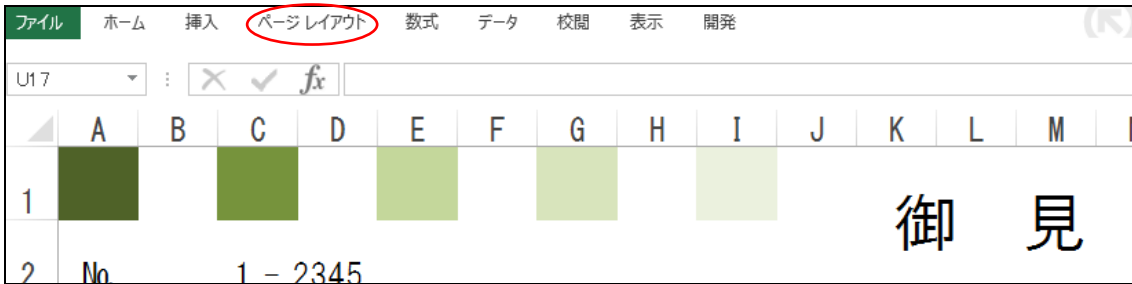 ファイル ホーム 挿入 ページ レイアウト 数式 データ 校閲 表示 開発
U17 fx
A B C D E F G H I J K L M
1 御 見
2 No. 1 - 2345